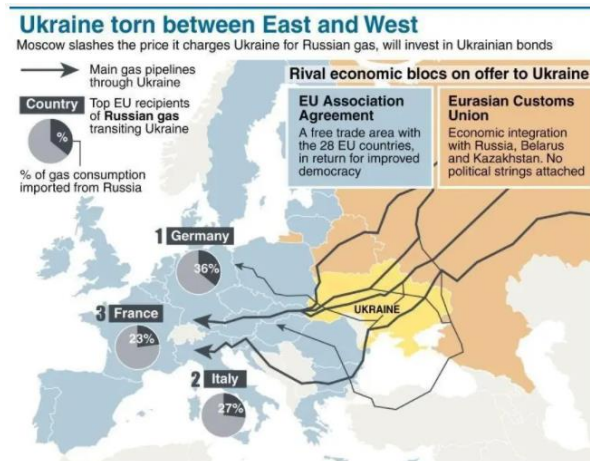 Ukraine torn between East and West
Moscow slashes the price it charges Ukraine for Russian gas, will invest in Ukrainian bonds
Main gas pipelines
through Ukraine
Country
Top EU recipients
of Russian gas
transiting Ukraine
%
% of gas consumption
imported from Russia
Rival economic blocs on offer to Ukraine
EU Association
Agreement
A free trade area with
the 28 EU countries,
in return for improved
democracy
Eurasian Customs
Union
Economic integration
with Russia, Belarus
and Kazakhstan. No
political strings attached
1 Germany
36%
UKRAINE
3 France
23%
2 Italy
27%